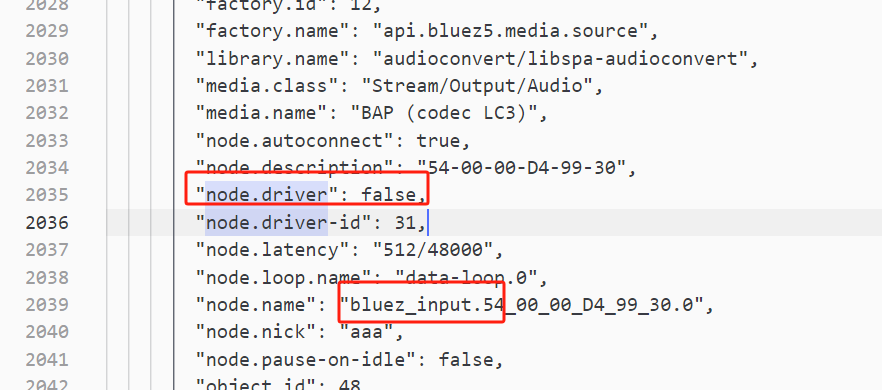 2028 "factory.id": 12,
2029 "factory.name": "api.bluez5.media.source",
2030 "library.name": "audioconvert/libspa-audioconvert",
2031 "media.class": "Stream/Output/Audio",
2032 "media.name": "BAP (codec LC3)",
2033 "node.autoconnect": true,
2034 "node.description": "54-00-00-D4-99-30",
2035 "node.driver": false,
2036 "node.driver-id": 31,
2037 "node.latency": "512/48000",
2038 "node.loop.name": "data-loop.0",
2039 "node.name": "bluez_input.54_00_00_D4_99_30.0",
2040 "node.nick": "aaa",
2041 "node.pause-on-idle": false,
2042 "object.id": 48,